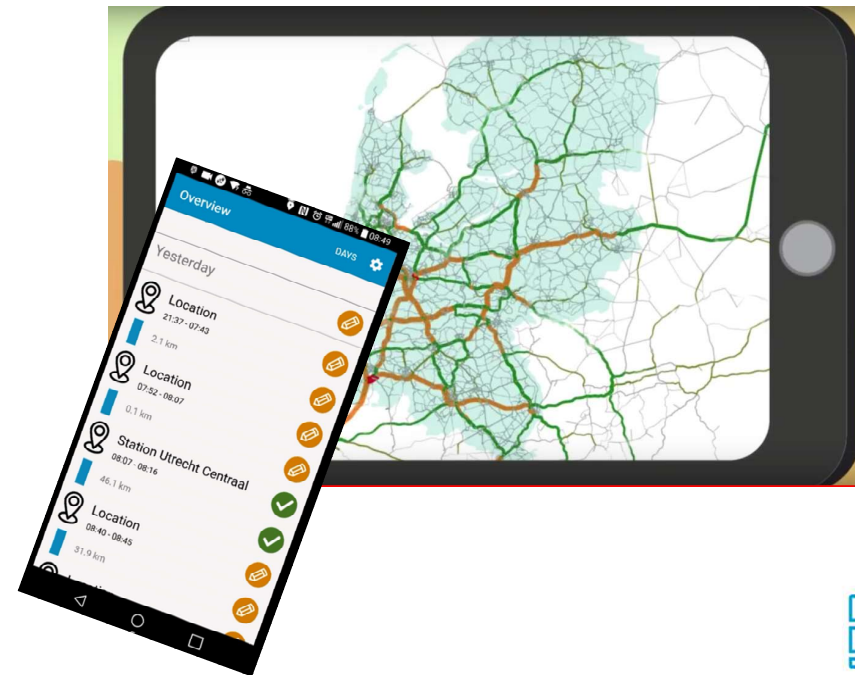 88% 08:49
Overview
DAYS
Yesterday
Location
21:37 - 07:43
2.1 km
Location
07:52 - 08:07
0.1 km
Station Utrecht Centraal
08:07 - 08:16
46.1 km
Location
08:40 - 08:45
31.9 km